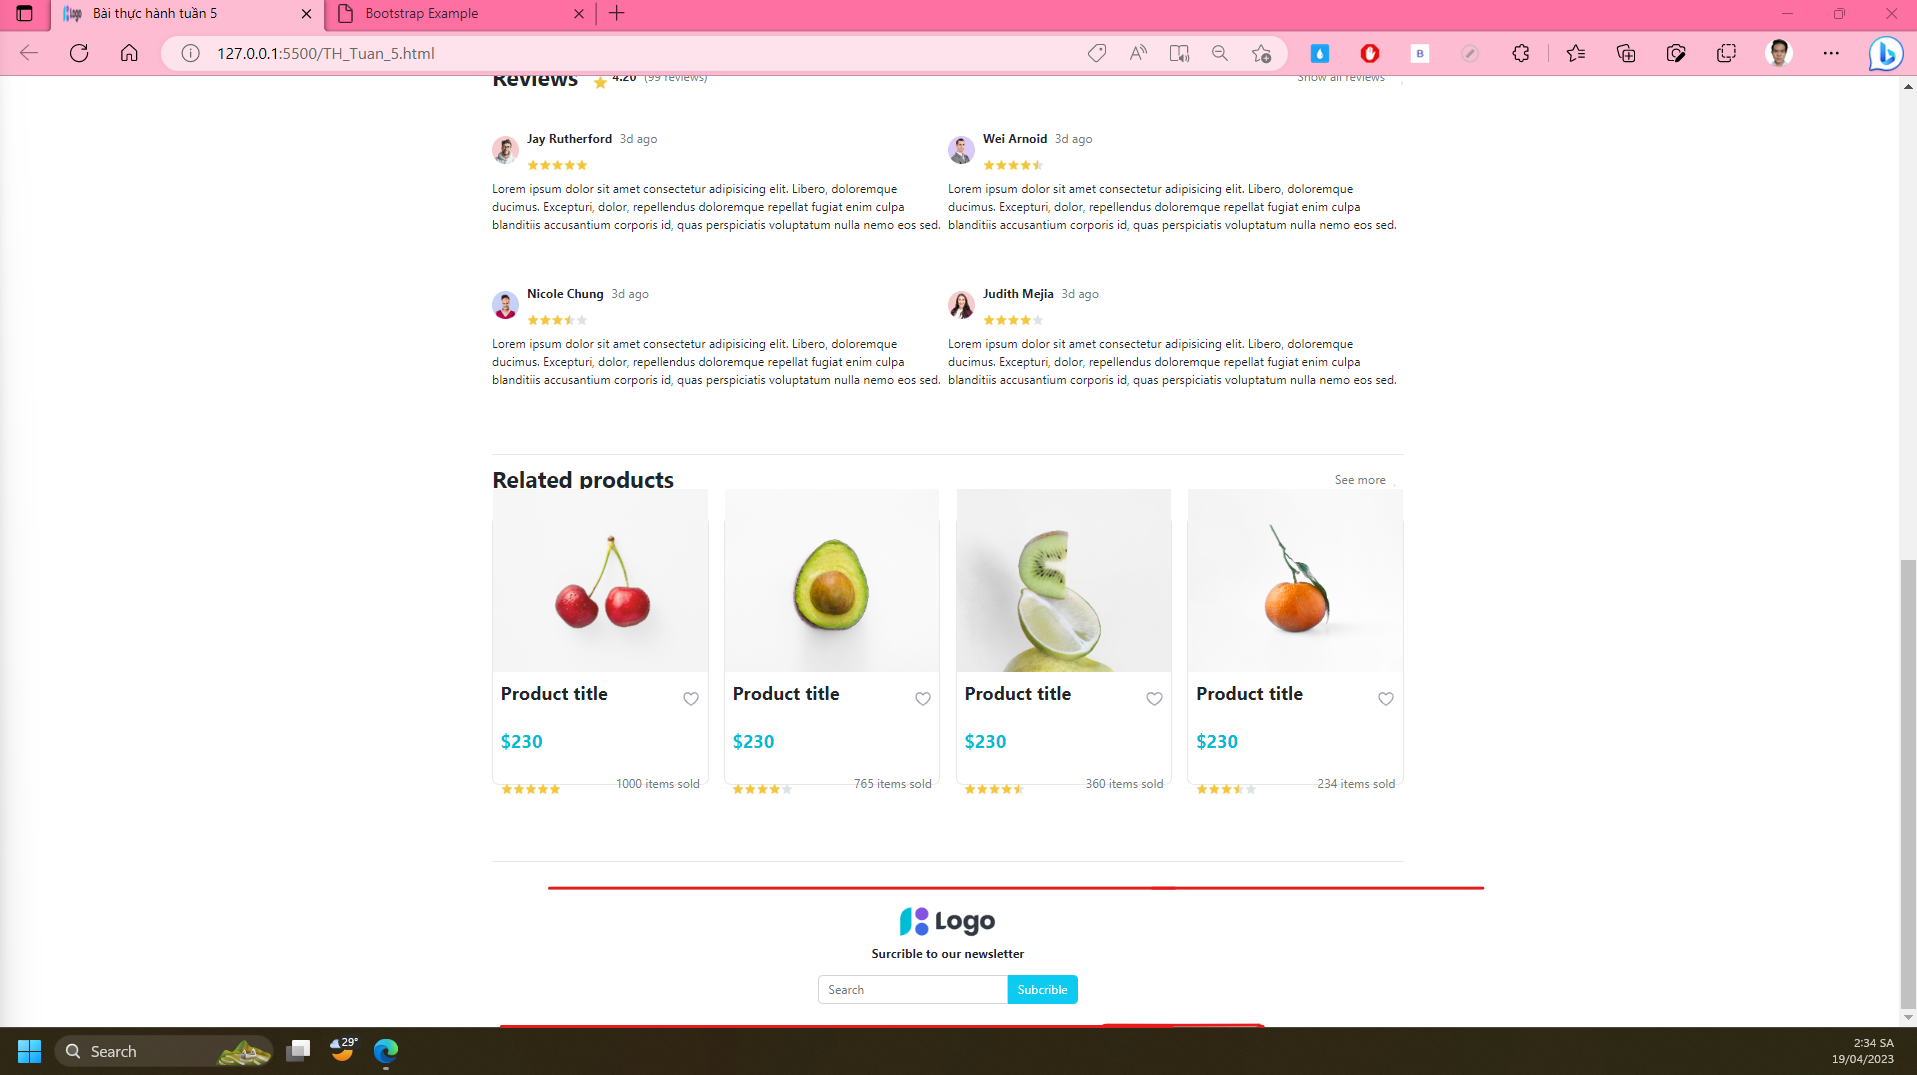 Bài thực hành tuần 5
Bootstrap Example
127.0.0.1:5500/TH_Tuan_5.html
Reviews 4.20 (99 reviews) Show all reviews
Jay Rutherford 3d ago
Lorem ipsum dolor sit amet consectetur adipisicing elit. Libero, doloremque
ducimus. Excepturi, dolor, repellendus doloremque repellat fugiat enim culpa
blanditiis accusantium corporis id, quas perspiciatis voluptatum nulla nemo eos sed.
Wei Arnoid 3d ago
Lorem ipsum dolor sit amet consectetur adipisicing elit. Libero, doloremque
ducimus. Excepturi, dolor, repellendus doloremque repellat fugiat enim culpa
blanditiis accusantium corporis id, quas perspiciatis voluptatum nulla nemo eos sed.
Nicole Chung 3d ago
Lorem ipsum dolor sit amet consectetur adipisicing elit. Libero, doloremque
ducimus. Excepturi, dolor, repellendus doloremque repellat fugiat enim culpa
blanditiis accusantium corporis id, quas perspiciatis voluptatum nulla nemo eos sed.
Judith Mejia 3d ago
Lorem ipsum dolor sit amet consectetur adipisicing elit. Libero, doloremque
ducimus. Excepturi, dolor, repellendus doloremque repellat fugiat enim culpa
blanditiis accusantium corporis id, quas perspiciatis voluptatum nulla nemo eos sed.
Related products See more
Product title
$230
1000 items sold
Product title
$230
765 items sold
Product title
$230
360 items sold
Product title
$230
234 items sold
Logo
Surcrible to our newsletter
Search Subcrible
Search
29°
2:34 SA
19/04/2023